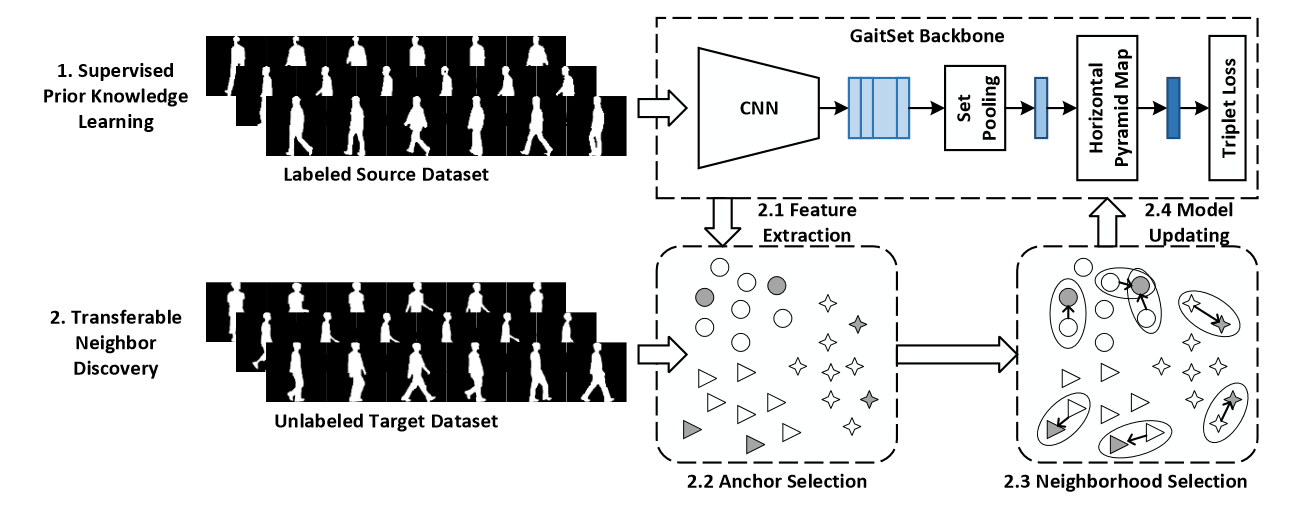 1. Supervised
Prior Knowledge
Learning
Labeled Source Dataset
GaitSet Backbone
CNN
Set
Pooling
Horizontal
Pyramid Map
Triplet Loss
2.1 Feature
Extraction
2.4 Model
Updating
2. Transferable
Neighbor
Discovery
Unlabeled Target Dataset
2.2 Anchor Selection
2.3 Neighborhood Selection